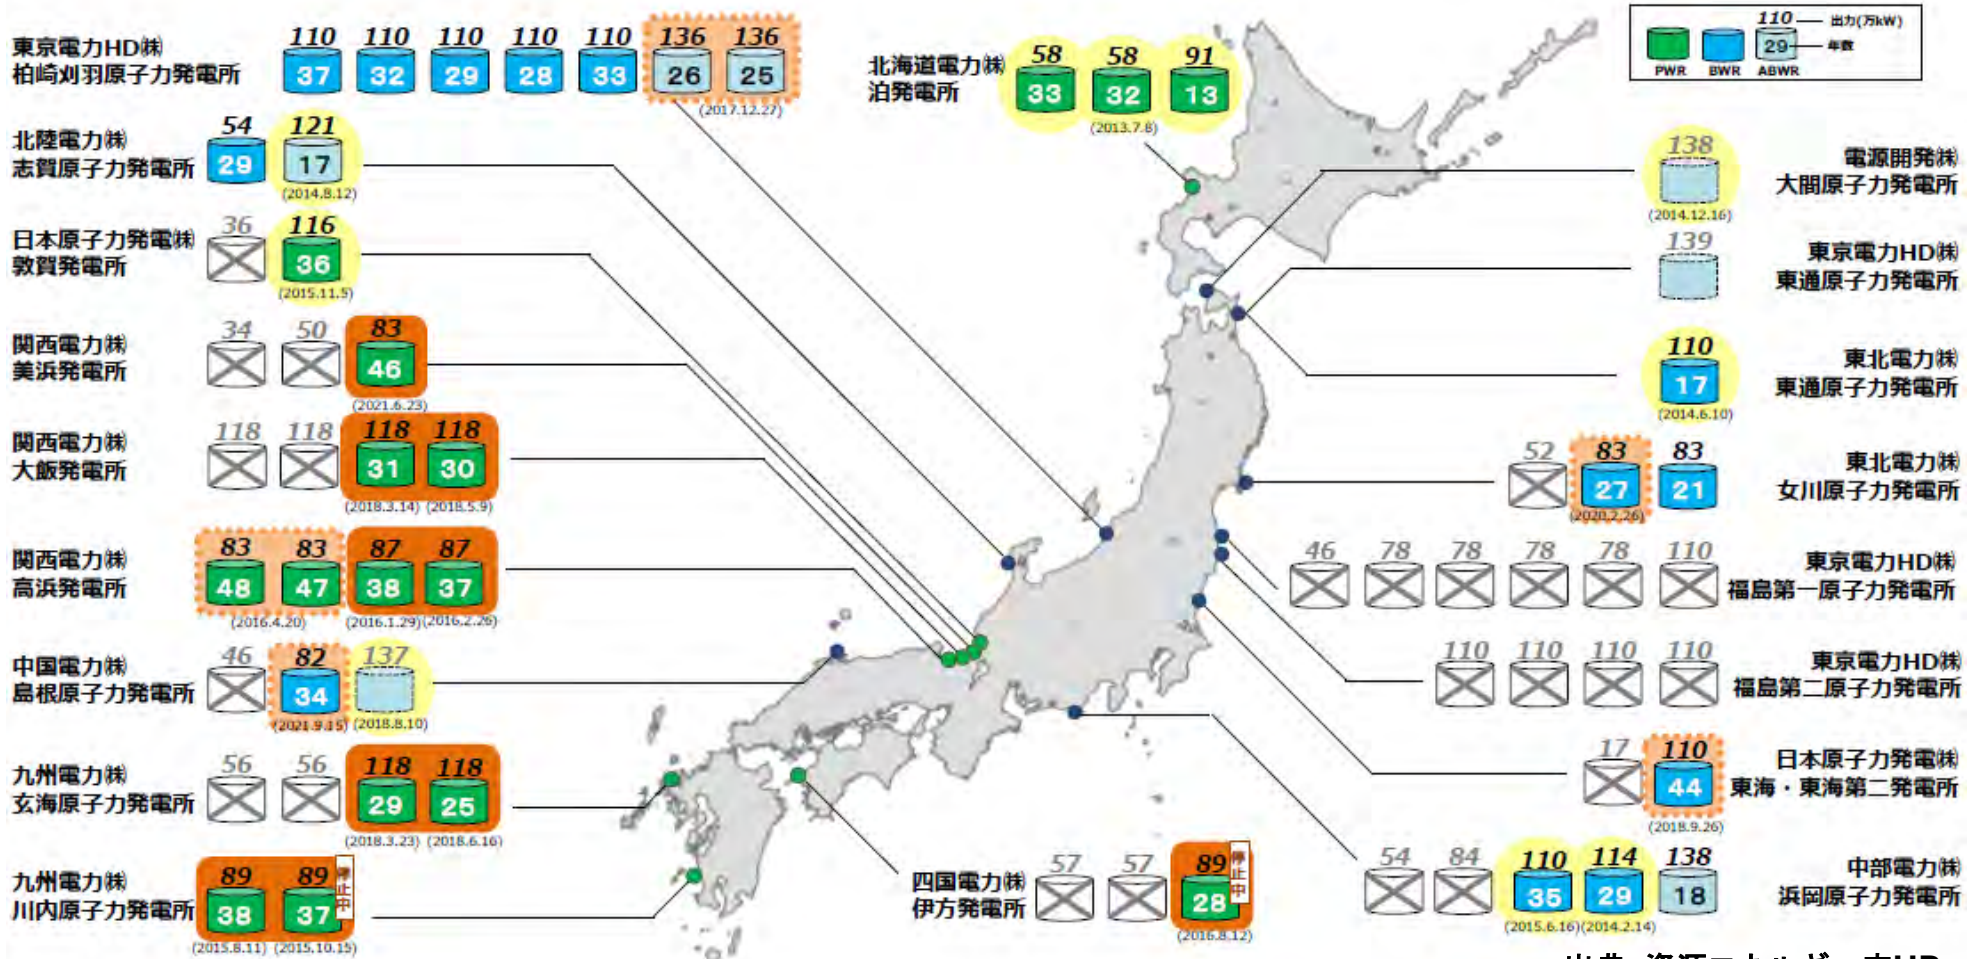 東京電力HD㈱
柏崎刈羽原子力発電所
110 110 110 110 110 136 136
37 32 29 28 33 26 25
(2017.12.27)
北陸電力㈱
志賀原子力発電所
54 121
29 17
(2014.8.12)
日本原子力発電㈱
敦賀発電所
36 116
36
(2015.11.5)
関西電力㈱
美浜発電所
34 50 83
46
(2021.6.23)
関西電力㈱
大飯発電所
118 118 118 118
31 30
(2018.3.14) (2018.5.9)
関西電力㈱
高浜発電所
83 83 87 87
48 47 38 37
(2016.4.20) (2016.1.29) (2016.2.26)
中国電力㈱
島根原子力発電所
46 82 137
34
(2021.9.15) (2018.8.10)
九州電力㈱
玄海原子力発電所
56 56 118 118
29 25
(2018.3.23) (2018.6.16)
九州電力㈱
川内原子力発電所
89 89 停止中
38 37
(2015.8.11) (2015.10.15)
北海道電力㈱
泊発電所
58 58 91
33 32 13
(2013.7.8)
110 出力(万kW)
29 年数
PWR BWR ABWR
138
電源開発㈱
大間原子力発電所
(2014.12.16)
139
東京電力HD㈱
東通原子力発電所
110
17
東北電力㈱
東通原子力発電所
(2014.6.10)
52 83 83
27 21
東北電力㈱
女川原子力発電所
(2020.2.26)
46 78 78 78 78 110
東京電力HD㈱
福島第一原子力発電所
110 110 110 110
東京電力HD㈱
福島第二原子力発電所
17 110
44
日本原子力発電㈱
東海・東海第二発電所
(2018.9.26)
54 84 110 114 138
35 29 18
中部電力㈱
浜岡原子力発電所
(2015.6.16) (2014.2.14)
四国電力㈱
伊方発電所
57 57 89 停止中
28
(2016.8.12)